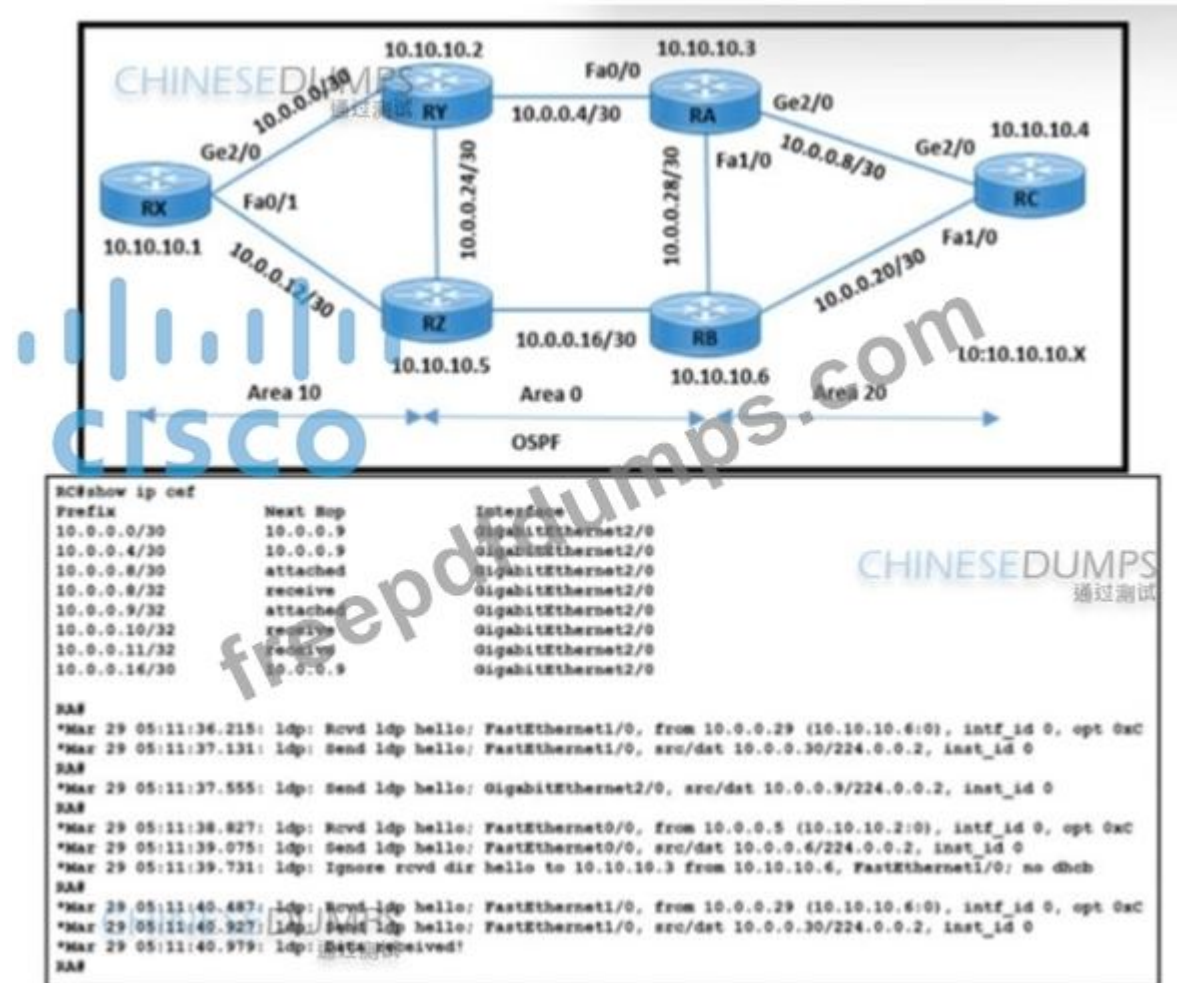 10.10.10.2
10.10.10.3
CHINESEDUMPS
通过测试
Fa0/0
10.0.0.0/30
RY
10.0.0.4/30
RA
Ge2/0
10.10.10.4
Ge2/0
10.0.0.8/30
Ge2/0
RX
Fa0/1
10.0.0.24/30
10.0.0.28/30
Fa1/0
RC
10.10.10.1
Fa1/0
10.0.0.12/30
10.0.0.20/30
RZ
10.0.0.16/30
RB
10.10.10.5
10.10.10.6
L0:10.10.10.X
Area 10
Area 0
Area 20
OSPF
CISCO
freepdfdumps.com
RC#show ip cef
Prefix Next Hop Interface
10.0.0.0/30 10.0.0.9 GigabitEthernet2/0
10.0.0.4/30 10.0.0.9 GigabitEthernet2/0
10.0.0.8/30 attached GigabitEthernet2/0
10.0.0.8/32 receive GigabitEthernet2/0
10.0.0.9/32 attached GigabitEthernet2/0
10.0.0.10/32 receive GigabitEthernet2/0
10.0.0.11/32 receive GigabitEthernet2/0
10.0.0.16/30 10.0.0.9 GigabitEthernet2/0
CHINESEDUMPS
通过测试
RA#
*Mar 29 05:11:36.215: ldp: Rcvd ldp hello; FastEthernet1/0, from 10.0.0.29 (10.10.10.6:0), intf_id 0, opt 0xC
*Mar 29 05:11:37.131: ldp: Send ldp hello; FastEthernet1/0, src/dst 10.0.0.30/224.0.0.2, inst_id 0
RA#
*Mar 29 05:11:37.555: ldp: Send ldp hello; GigabitEthernet2/0, src/dst 10.0.0.9/224.0.0.2, inst_id 0
RA#
*Mar 29 05:11:38.827: ldp: Rcvd ldp hello; FastEthernet0/0, from 10.0.0.5 (10.10.10.2:0), intf_id 0, opt 0xC
*Mar 29 05:11:39.075: ldp: Send ldp hello; FastEthernet0/0, src/dst 10.0.0.6/224.0.0.2, inst_id 0
*Mar 29 05:11:39.731: ldp: Ignore rcvd dir hello to 10.10.10.3 from 10.10.10.6, FastEthernet1/0; no dhcb
RA#
*Mar 29 05:11:40.487: ldp: Rcvd ldp hello; FastEthernet1/0, from 10.0.0.29 (10.10.10.6:0), intf_id 0, opt 0xC
*Mar 29 05:11:40.927: ldp: Send ldp hello; FastEthernet1/0, src/dst 10.0.0.30/224.0.0.2, inst_id 0
*Mar 29 05:11:40.979: ldp: Data received!
RA#